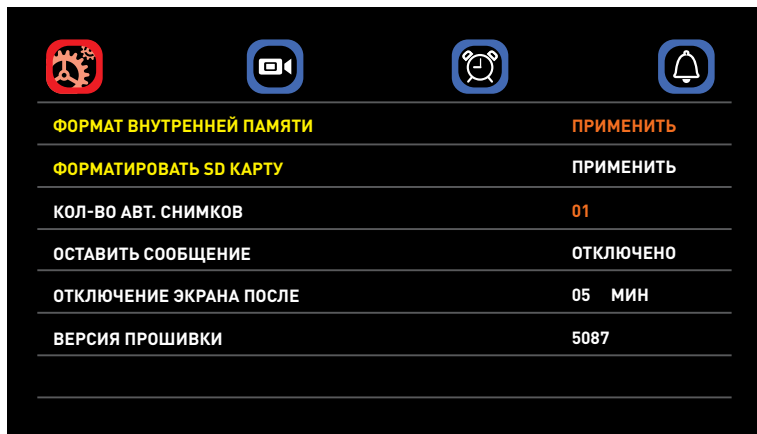 ФОРМАТ ВНУТРЕННЕЙ ПАМЯТИ ПРИМЕНИТЬ
ФОРМАТИРОВАТЬ SD КАРТУ ПРИМЕНИТЬ
КОЛ-ВО АВТ. СНИМКОВ 01
ОСТАВИТЬ СООБЩЕНИЕ ОТКЛЮЧЕНО
ОТКЛЮЧЕНИЕ ЭКРАНА ПОСЛЕ 05 МИН
ВЕРСИЯ ПРОШИВКИ 5087